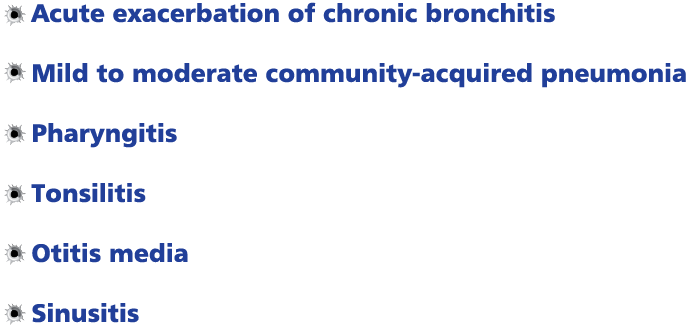 Acute exacerbation of chronic bronchitis
Mild to moderate community-acquired pneumonia
Pharyngitis
Tonsilitis
Otitis media
Sinusitis